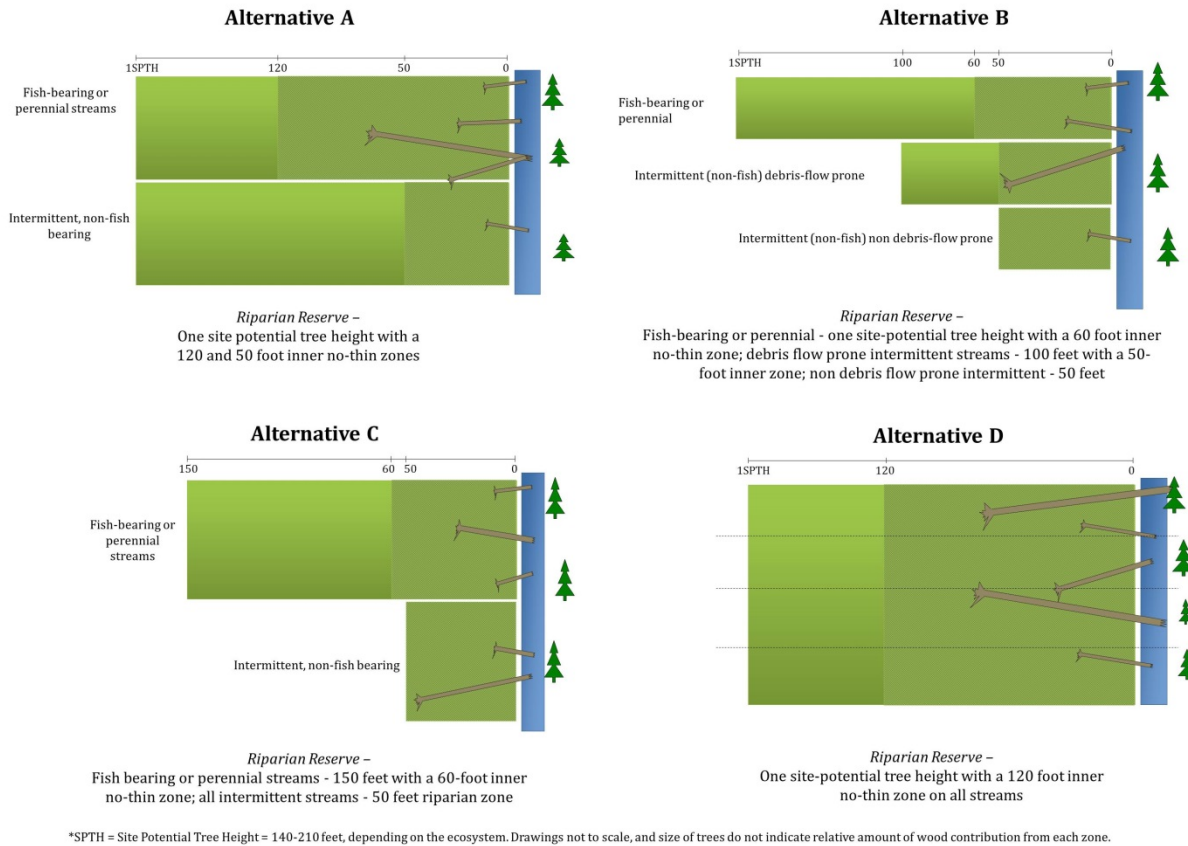 Alternative A
1SPTH 120 50 0
Fish-bearing or
perennial streams
Intermittent, non-fish
bearing
Riparian Reserve –
One site potential tree height with a
120 and 50 foot inner no-thin zones
Alternative B
1SPTH 100 60 50 0
Fish-bearing or
perennial
Intermittent (non-fish) debris-flow prone
Intermittent (non-fish) non debris-flow prone
Riparian Reserve –
Fish-bearing or perennial - one site-potential tree height with a 60 foot inner
no-thin zone; debris flow prone intermittent streams - 100 feet with a 50-
foot inner zone; non debris flow prone intermittent - 50 feet
Alternative C
150 60 50 0
Fish-bearing or
perennial
streams
Intermittent, non-fish bearing
Riparian Reserve –
Fish bearing or perennial streams - 150 feet with a 60-foot inner
no-thin zone; all intermittent streams - 50 feet riparian zone
Alternative D
1SPTH 120 0
Riparian Reserve –
One site-potential tree height with a 120 foot inner
no-thin zone on all streams
*SPTH = Site Potential Tree Height = 140-210 feet, depending on the ecosystem. Drawings not to scale, and size of trees do not indicate relative amount of wood contribution from each zone.